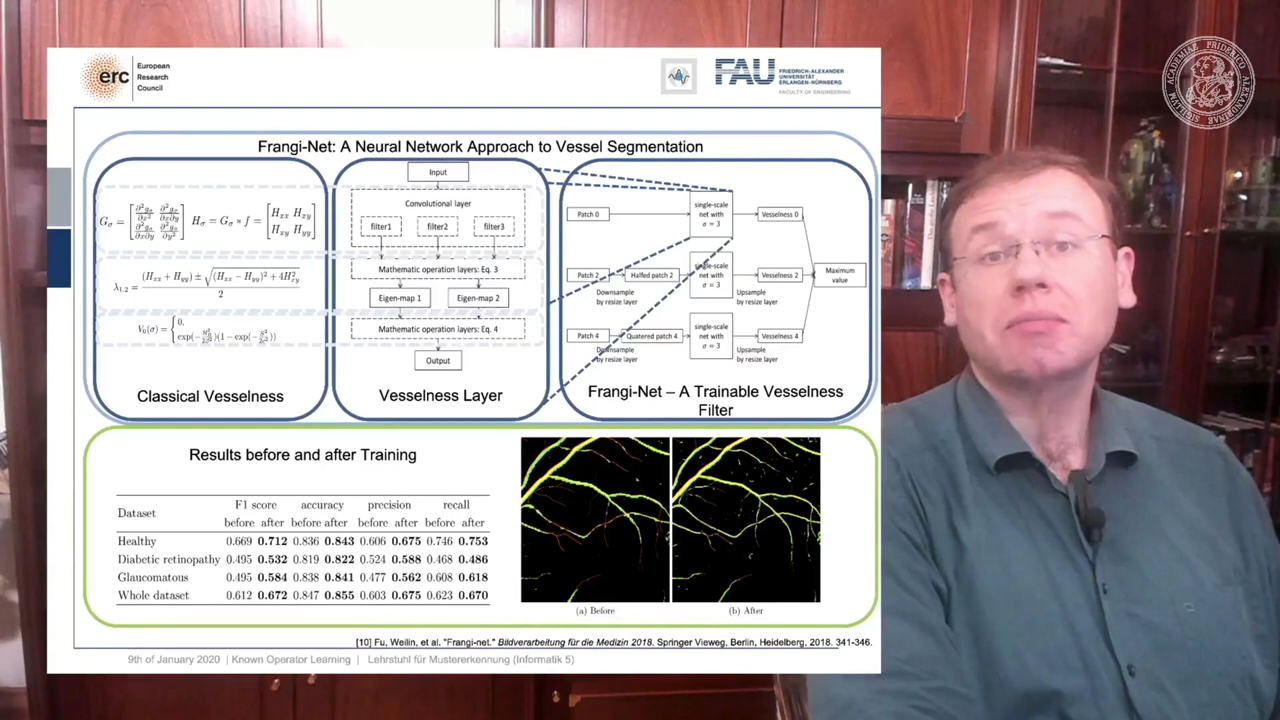 erc
European
Research
Council
FAU
FRIEDRICH-ALEXANDER
UNIVERSITÄT
ERLANGEN-NÜRNBERG
FACULTY OF ENGINEERING
Frangi-Net: A Neural Network Approach to Vessel Segmentation
Classical Vesselness
Input
Convolutional layer
filter1 filter2 filter3
Mathematic operation layers: Eq. 3
Eigen-map 1 Eigen-map 2
Mathematic operation layers: Eq. 4
Output
Vesselness Layer
Patch 0 single-scale net with σ = 3 Vesselness 0
Patch 2 Halfed patch 2 single-scale net with σ = 3 Vesselness 2
Downsample by resize layer Upsample by resize layer
Patch 4 Quatered patch 4 single-scale net with σ = 3 Vesselness 4
Downsample by resize layer Upsample by resize layer
Maximum value
Frangi-Net – A Trainable Vesselness
Filter
Results before and after Training
Dataset F1 score accuracy precision recall
before after before after before after before after
Healthy 0.669 0.712 0.836 0.843 0.606 0.675 0.746 0.753
Diabetic retinopathy 0.495 0.532 0.819 0.822 0.524 0.588 0.468 0.486
Glaucomatous 0.495 0.584 0.838 0.841 0.477 0.562 0.608 0.618
Whole dataset 0.612 0.672 0.847 0.855 0.603 0.675 0.623 0.670
(a) Before (b) After
[10] Fu, Weilin, et al. "Frangi-net." Bildverarbeitung für die Medizin 2018. Springer Vieweg, Berlin, Heidelberg, 2018. 341-346.
9th of January 2020 | Known Operator Learning | Lehrstuhl für Mustererkennung (Informatik 5)